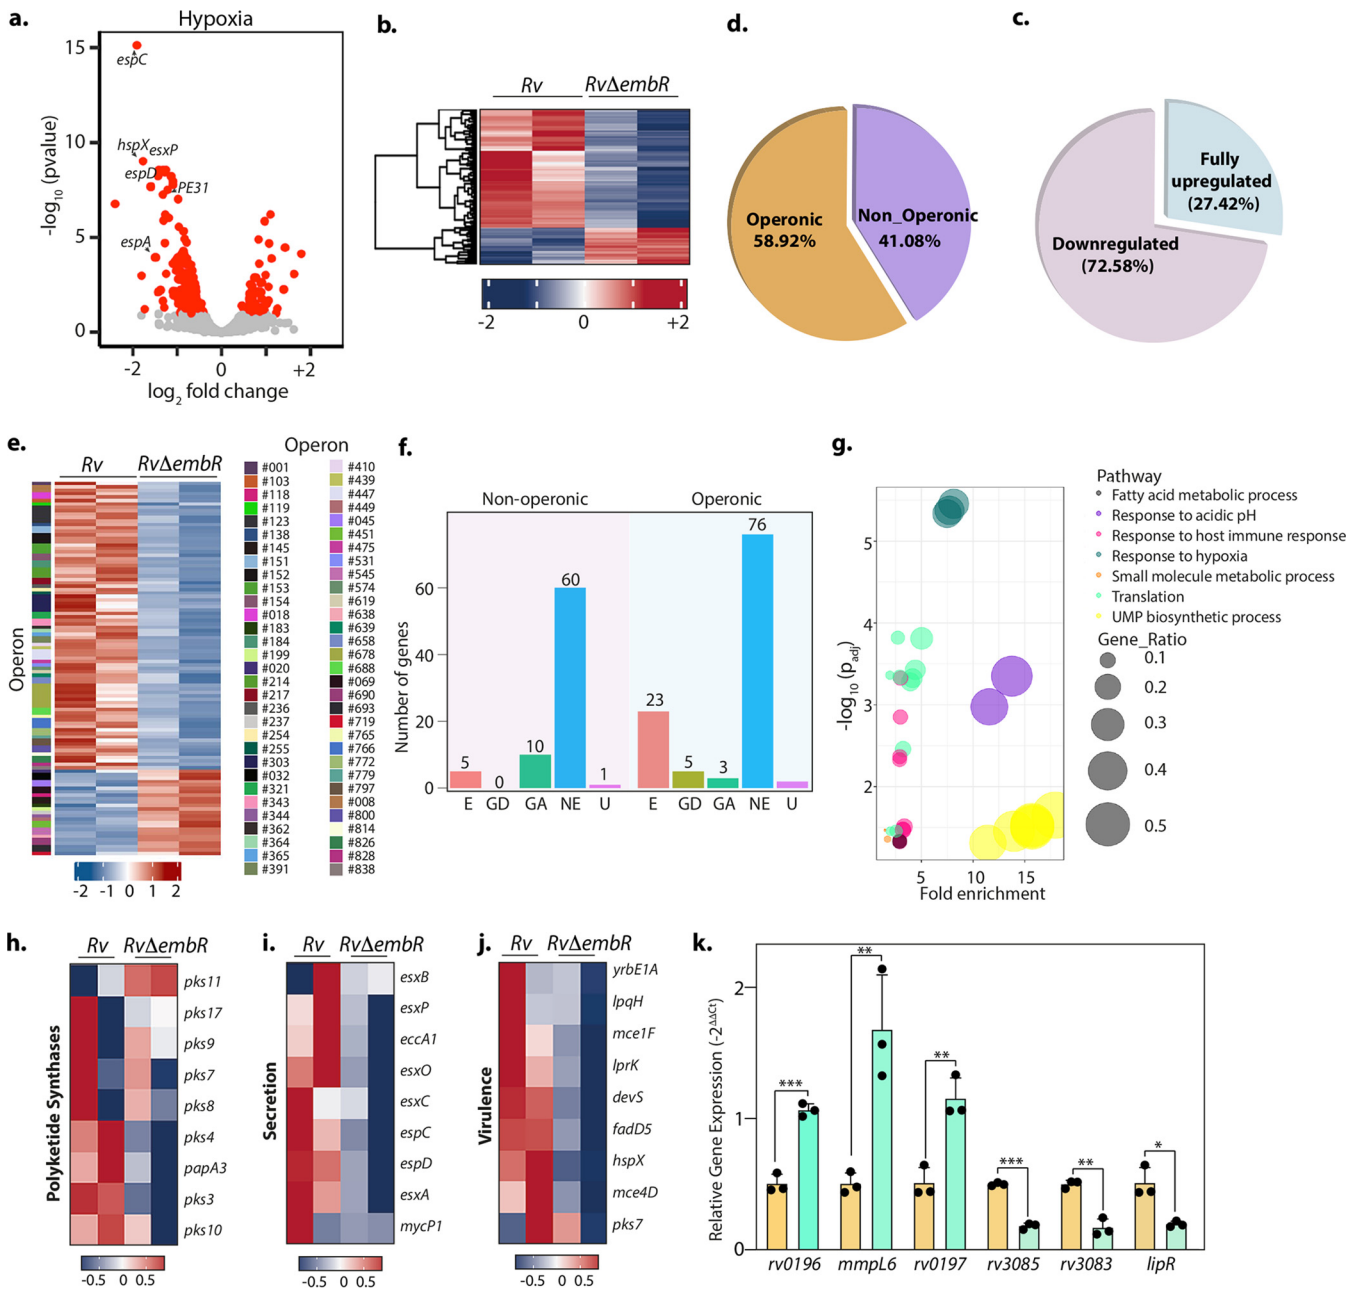 a.
Hypoxia
15
10
5
0
-log10 (pvalue)
espC
hspX
esxP
espD
PE31
espA
-2
0
+2
log2 fold change
b.
Rv
RvΔembR
-2
0
+2
d.
Operonic
58.92%
Non_Operonic
41.08%
c.
Fully
upregulated
(27.42%)
Downregulated
(72.58%)
e.
Rv
RvΔembR
Operon
-2 -1 0 1 2
Operon
#001
#103
#118
#119
#123
#138
#145
#151
#152
#153
#154
#018
#183
#184
#199
#020
#214
#217
#236
#237
#254
#255
#303
#032
#321
#343
#344
#362
#364
#365
#391
#410
#439
#447
#449
#045
#451
#475
#531
#545
#574
#619
#638
#639
#658
#678
#688
#069
#690
#693
#719
#765
#766
#772
#779
#797
#008
#800
#814
#826
#828
#838
f.
Non-operonic
Operonic
Number of genes
60
40
20
0
5
0
10
60
1
23
5
3
76
E GD GA NE U
E GD GA NE U
g.
-log10 (padj)
5
4
3
2
5
10
15
Fold enrichment
Pathway
Fatty acid metabolic process
Response to acidic pH
Response to host immune response
Response to hypoxia
Small molecule metabolic process
Translation
UMP biosynthetic process
Gene_Ratio
0.1
0.2
0.3
0.4
0.5
h.
Rv
RvΔembR
Polyketide Synthases
pks11
pks17
pks9
pks7
pks8
pks4
papA3
pks3
pks10
-0.5 0 0.5
i.
Rv
RvΔembR
Secretion
esxB
esxP
eccA1
esxO
esxC
espC
espD
esxA
mycP1
-0.5 0 0.5
j.
Rv
RvΔembR
Virulence
yrbE1A
lpqH
mce1F
lprK
devS
fadD5
hspX
mce4D
pks7
-0.5 0 0.5
k.
Relative Gene Expression (-2ΔΔCt)
2
1
0
***
**
**
***
**
*
rv0196
mmpL6
rv0197
rv3085
rv3083
lipR